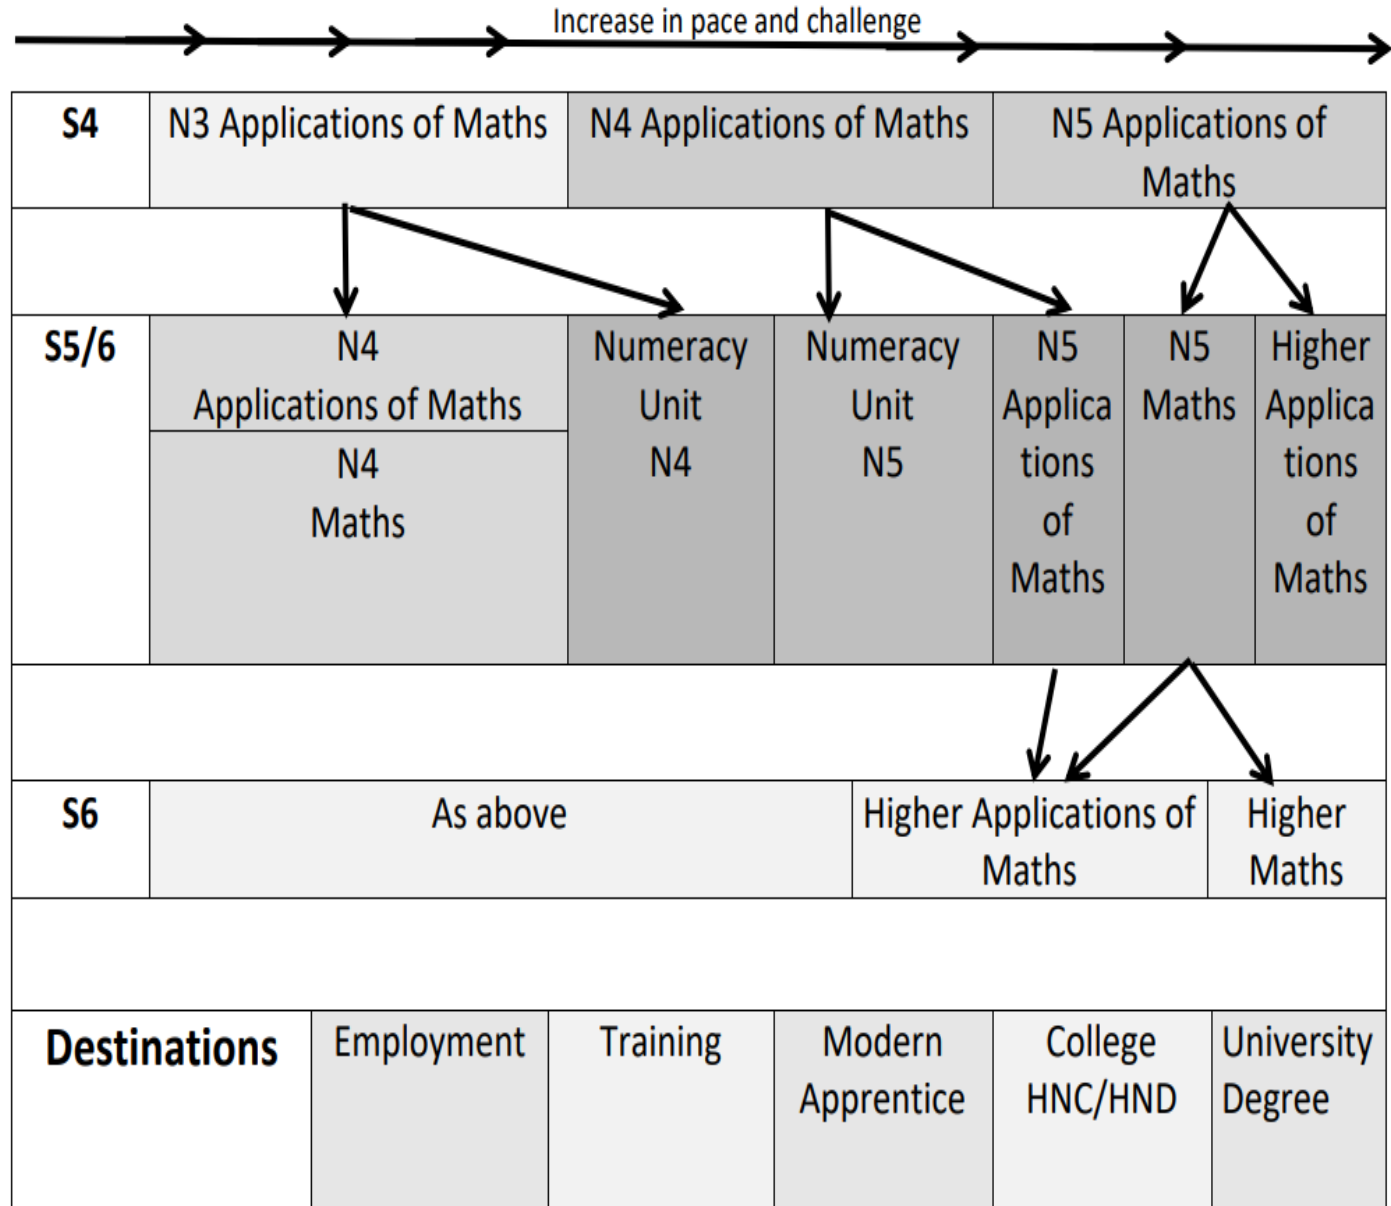 Increase in pace and challenge
S4
N3 Applications of Maths
N4 Applications of Maths
N5 Applications of
Maths
S5/6
N4
Applications of Maths
N4
Maths
Numeracy
Unit
N4
Numeracy
Unit
N5
N5
Applica
tions
of
Maths
N5
Maths
Higher
Applica
tions
of
Maths
S6
As above
Higher Applications of
Maths
Higher
Maths
Destinations
Employment
Training
Modern
Apprentice
College
HNC/HND
University
Degree